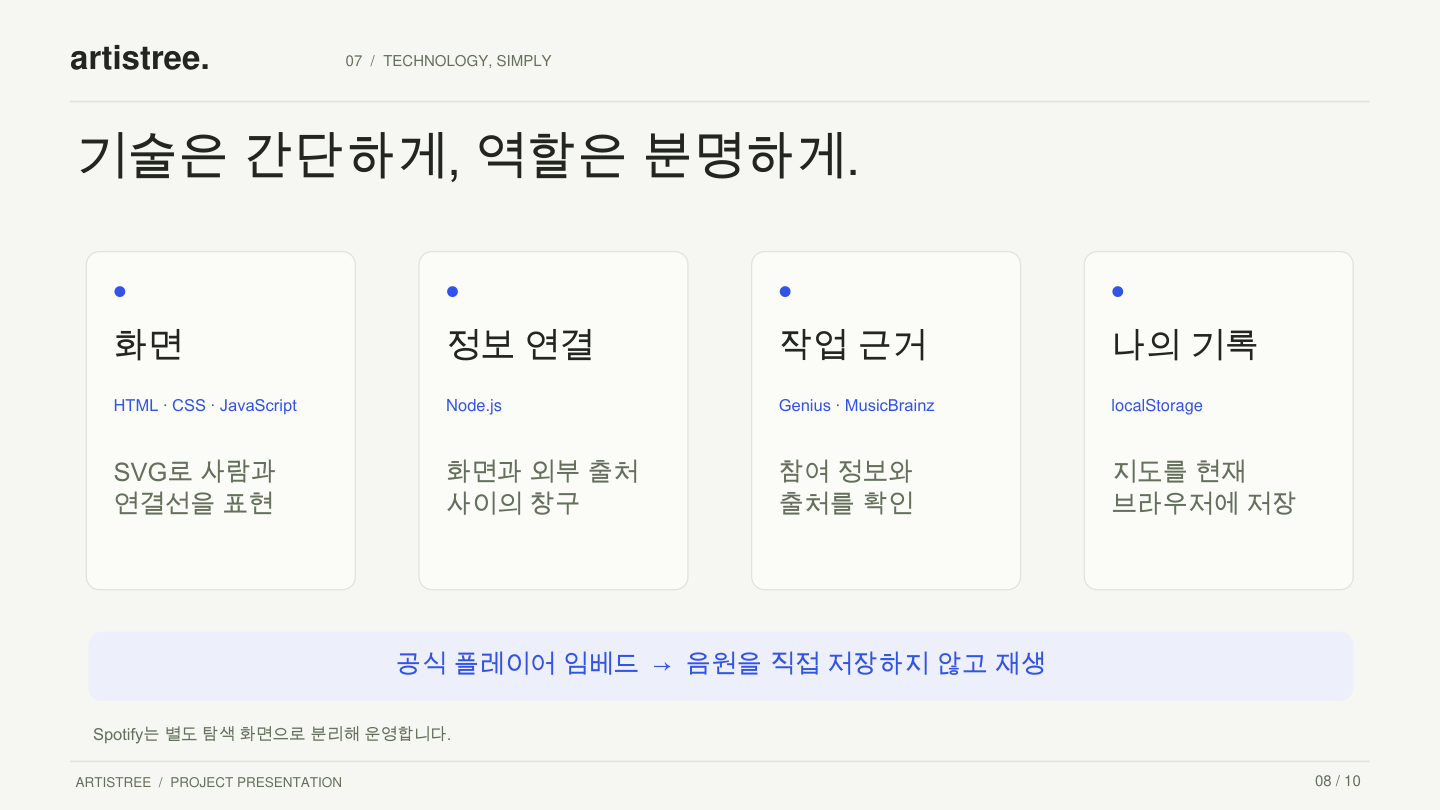 artistree.
07 / TECHNOLOGY, SIMPLY
기술은 간단하게, 역할은 분명하게.
화면
HTML · CSS · JavaScript
SVG로 사람과
연결선을 표현
정보 연결
Node.js
화면과 외부 출처
사이의 창구
작업 근거
Genius · MusicBrainz
참여 정보와
출처를 확인
나의 기록
localStorage
지도를 현재
브라우저에 저장
공식 플레이어 임베드 → 음원을 직접 저장하지 않고 재생
Spotify는 별도 탐색 화면으로 분리해 운영합니다.
ARTISTREE / PROJECT PRESENTATION
08 / 10